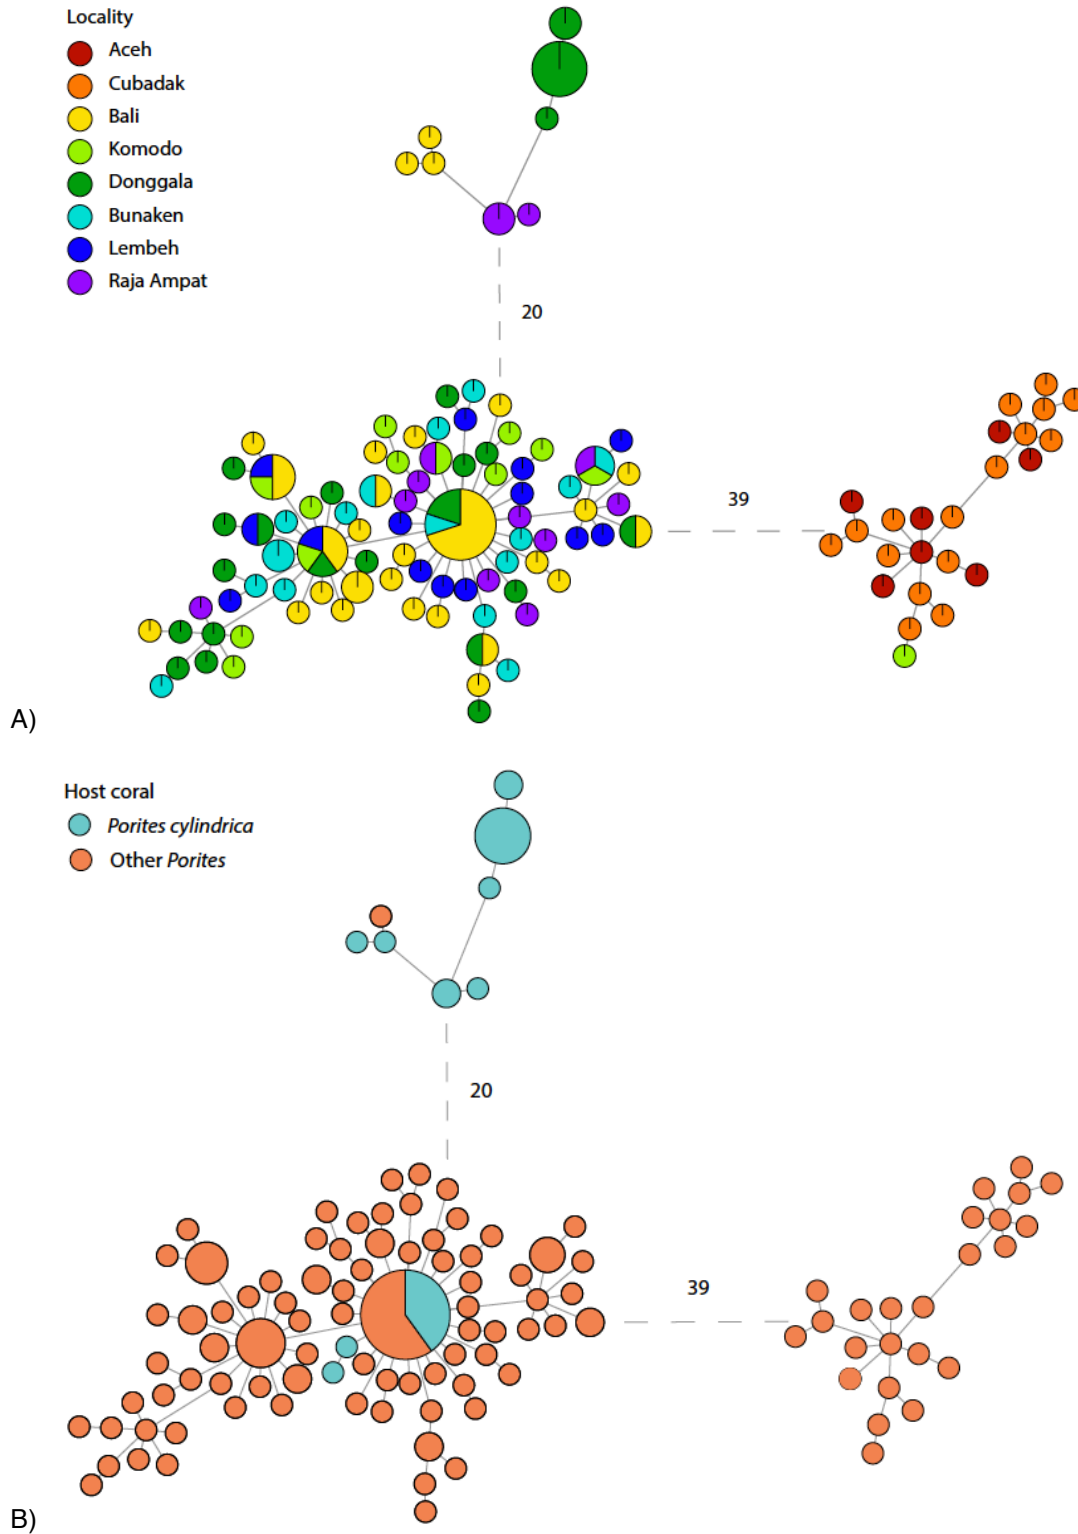 Locality
Aceh
Cubadak
Bali
Komodo
Donggala
Bunaken
Lembeh
Raja Ampat
20
39
A)
Host coral
Porites cylindrica
Other Porites
20
39
B)